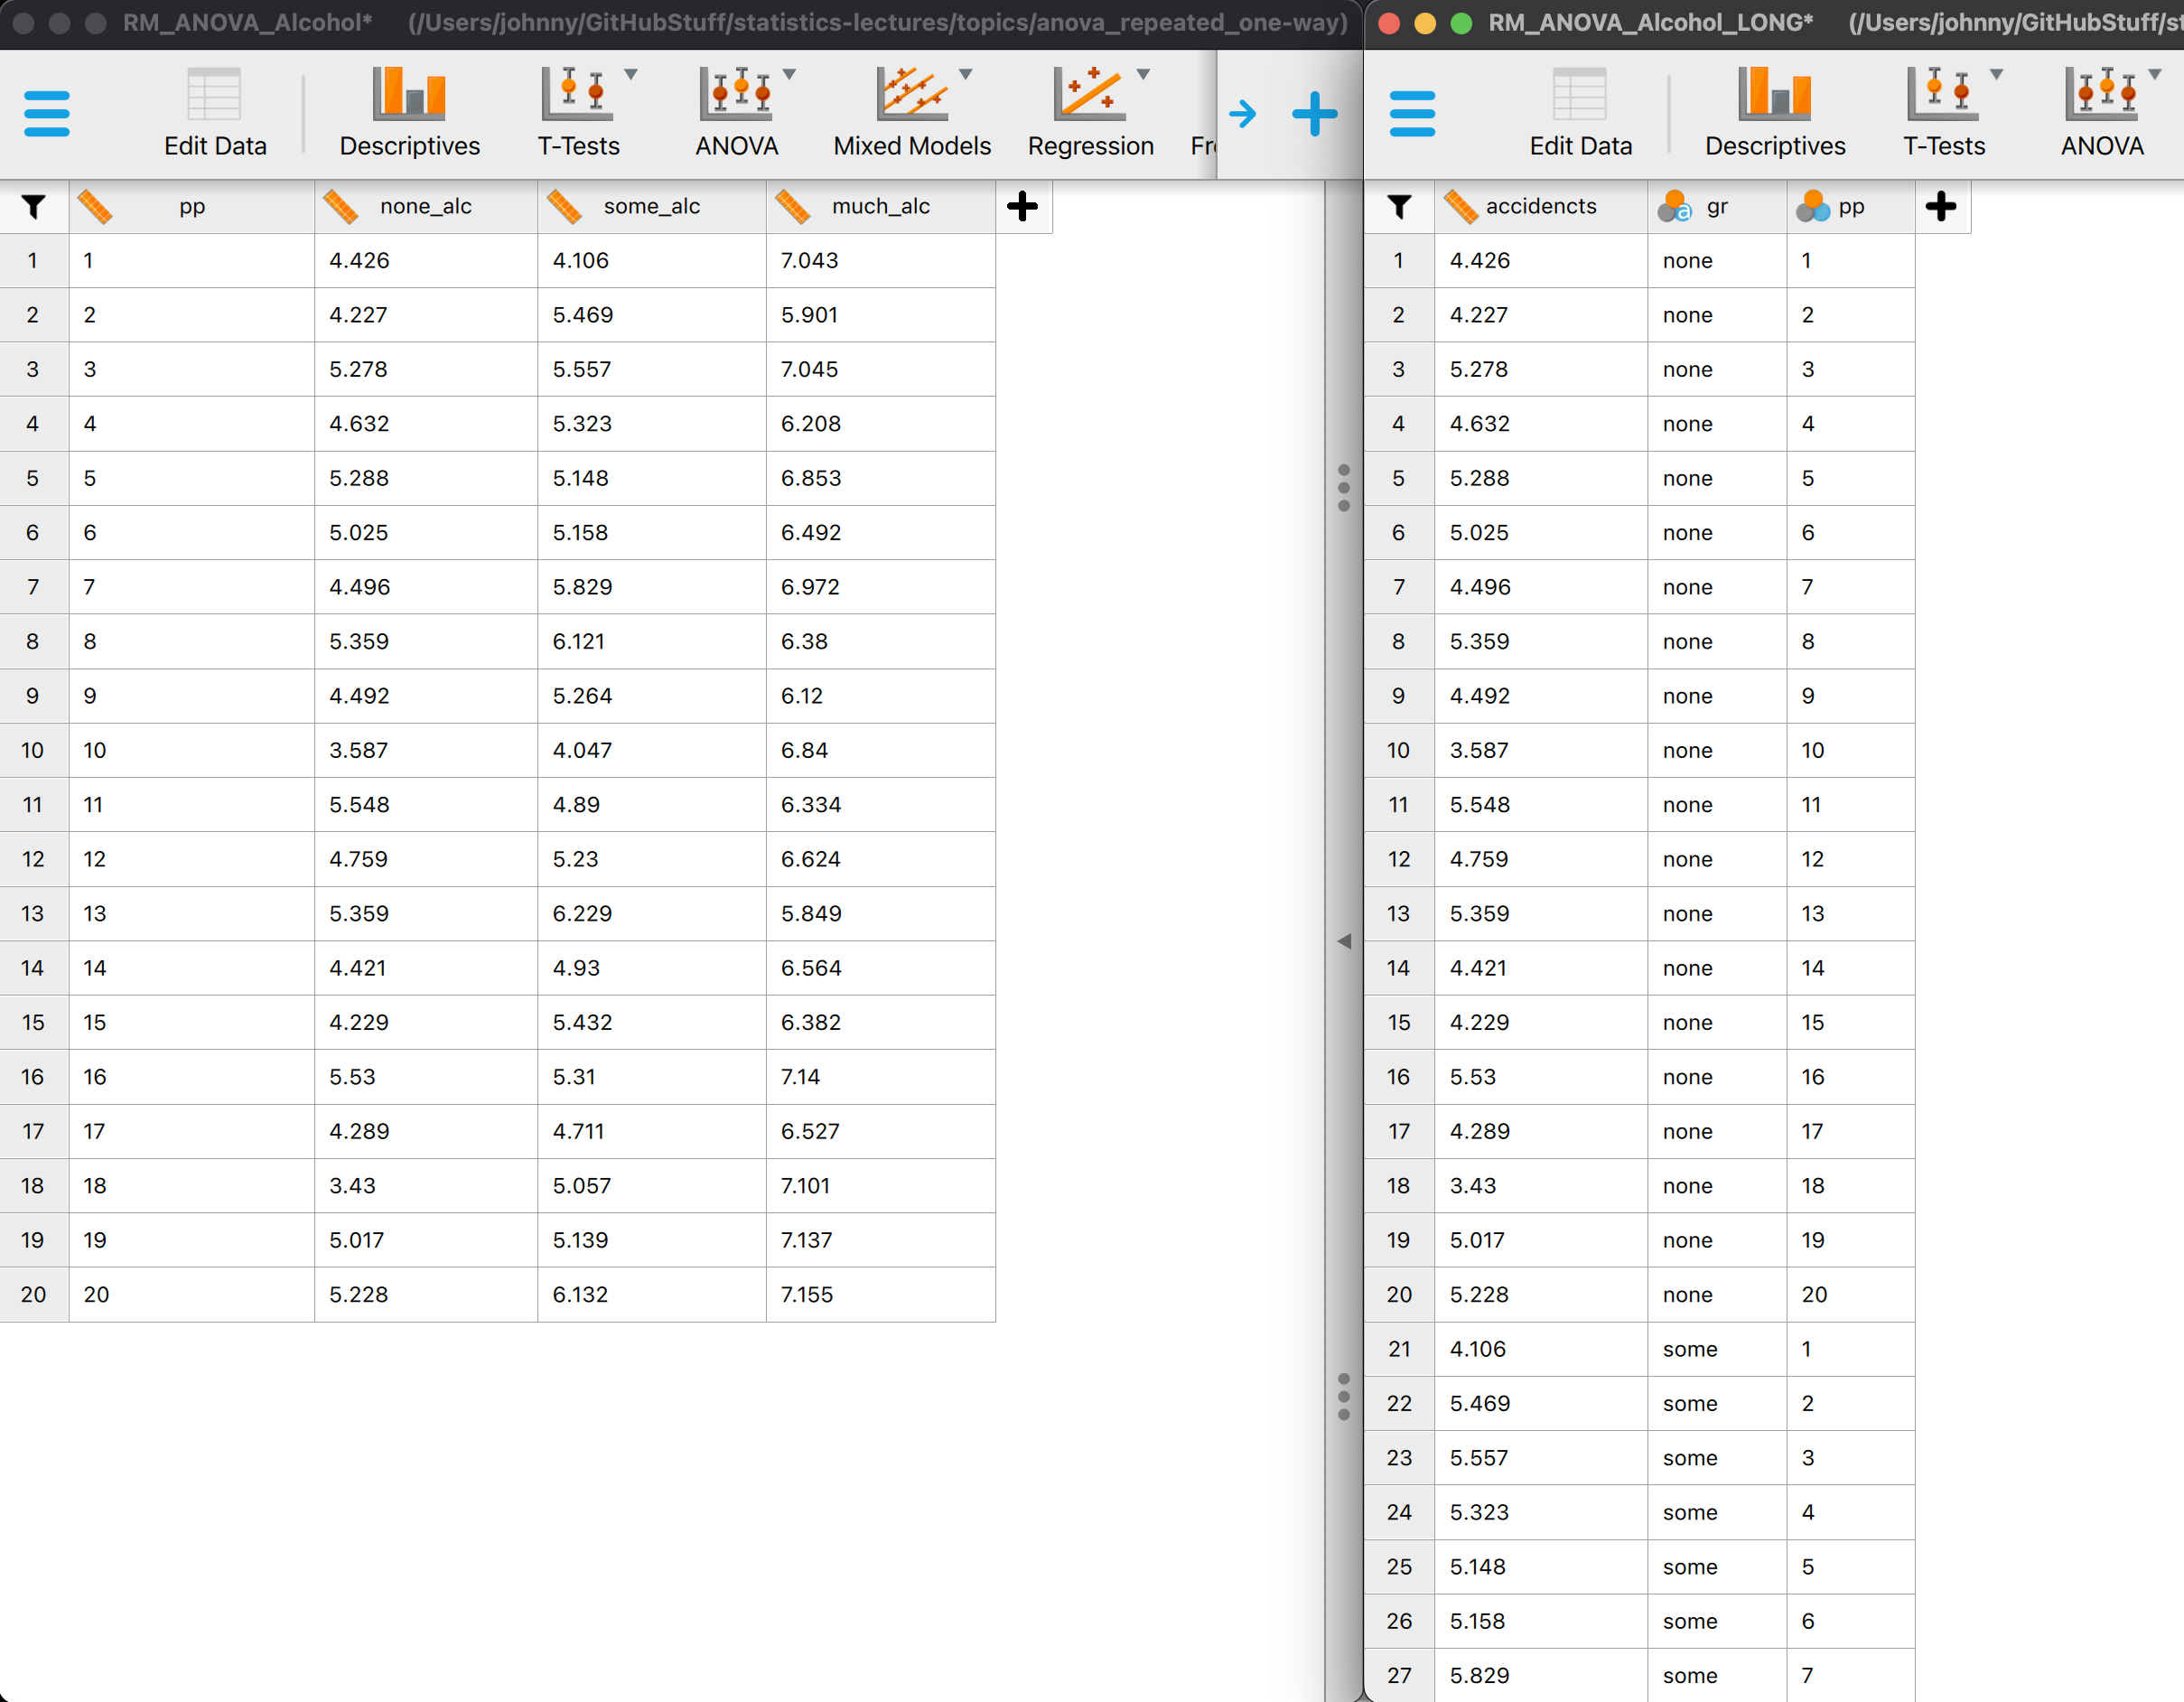 RM_ANOVA_Alcohol* (/Users/johnny/GitHubStuff/statistics-lectures/topics/anova_repeated_one-way)
Edit Data Descriptives T-Tests ANOVA Mixed Models Regression Fr
pp none_alc some_alc much_alc
1 1 4.426 4.106 7.043
2 2 4.227 5.469 5.901
3 3 5.278 5.557 7.045
4 4 4.632 5.323 6.208
5 5 5.288 5.148 6.853
6 6 5.025 5.158 6.492
7 7 4.496 5.829 6.972
8 8 5.359 6.121 6.38
9 9 4.492 5.264 6.12
10 10 3.587 4.047 6.84
11 11 5.548 4.89 6.334
12 12 4.759 5.23 6.624
13 13 5.359 6.229 5.849
14 14 4.421 4.93 6.564
15 15 4.229 5.432 6.382
16 16 5.53 5.31 7.14
17 17 4.289 4.711 6.527
18 18 3.43 5.057 7.101
19 19 5.017 5.139 7.137
20 20 5.228 6.132 7.155
RM_ANOVA_Alcohol_LONG* (/Users/johnny/GitHubStuff/st
Edit Data Descriptives T-Tests ANOVA
accidencts a gr pp
1 4.426 none 1
2 4.227 none 2
3 5.278 none 3
4 4.632 none 4
5 5.288 none 5
6 5.025 none 6
7 4.496 none 7
8 5.359 none 8
9 4.492 none 9
10 3.587 none 10
11 5.548 none 11
12 4.759 none 12
13 5.359 none 13
14 4.421 none 14
15 4.229 none 15
16 5.53 none 16
17 4.289 none 17
18 3.43 none 18
19 5.017 none 19
20 5.228 none 20
21 4.106 some 1
22 5.469 some 2
23 5.557 some 3
24 5.323 some 4
25 5.148 some 5
26 5.158 some 6
27 5.829 some 7